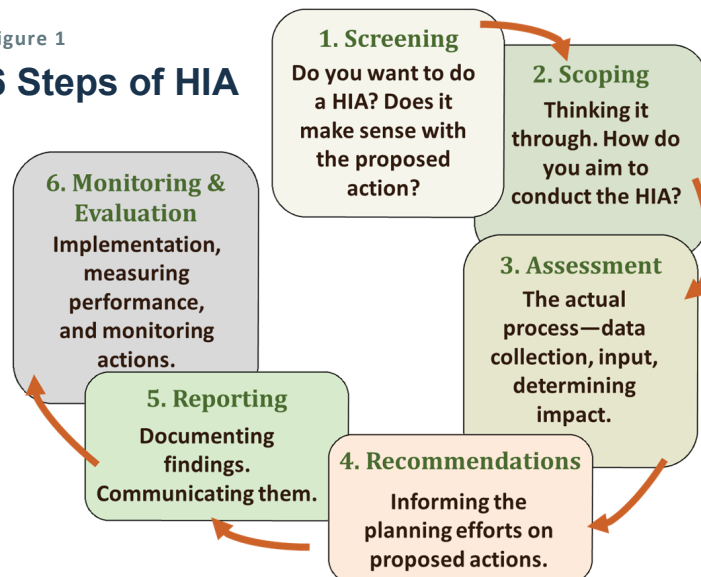 igure 1
6 Steps of HIA
1. Screening
Do you want to do
a HIA? Does it
make sense with
the proposed
action?
2. Scoping
Thinking it
through. How do
you aim to
conduct the HIA?
3. Assessment
The actual
process—data
collection, input,
determining
impact.
4. Recommendations
Informing the
planning efforts on
proposed actions.
5. Reporting
Documenting
findings.
Communicating them.
6. Monitoring &
Evaluation
Implementation,
measuring
performance,
and monitoring
actions.